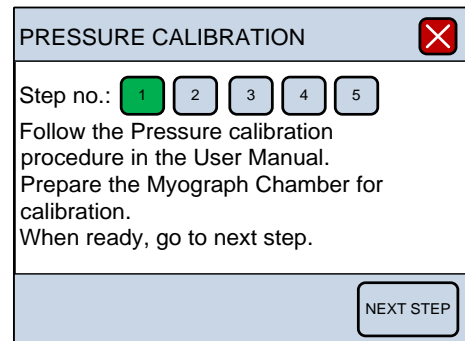 PRESSURE CALIBRATION
Step no.: 1 2 3 4 5
Follow the Pressure calibration
procedure in the User Manual.
Prepare the Myograph Chamber for
calibration.
When ready, go to next step.
NEXT STEP